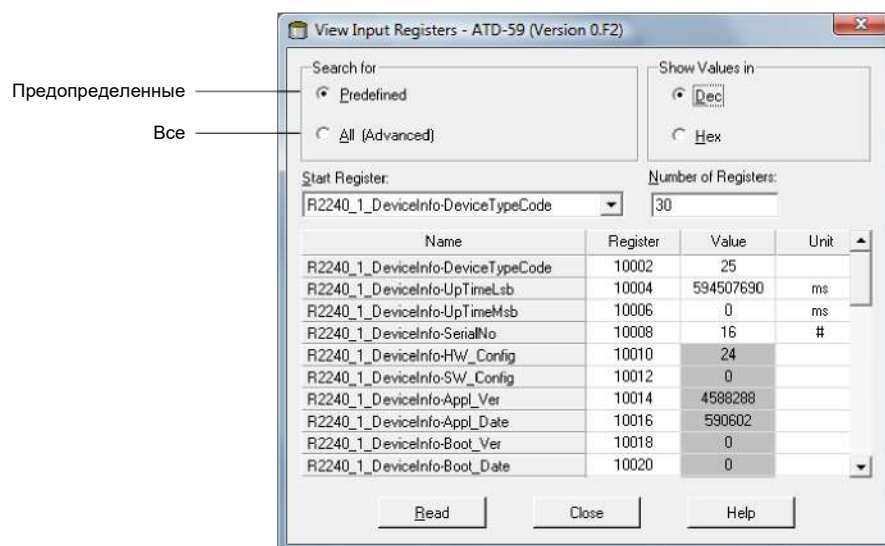 View Input Registers - ATD-59 (Version 0.F2)
Search for
Show Values in
Предопределенные
Predefined
Dec
Все
All (Advanced)
Hex
Start Register:
Number of Registers:
R2240_1_DeviceInfo-DeviceTypeCode
30
Name Register Value Unit
R2240_1_DeviceInfo-DeviceTypeCode 10002 25
R2240_1_DeviceInfo-UpTimeLsb 10004 594507690 ms
R2240_1_DeviceInfo-UpTimeMsb 10006 0 ms
R2240_1_DeviceInfo-SerialNo 10008 16 #
R2240_1_DeviceInfo-HW_Config 10010 24
R2240_1_DeviceInfo-SW_Config 10012 0
R2240_1_DeviceInfo-Appl_Ver 10014 4588288
R2240_1_DeviceInfo-Appl_Date 10016 590602
R2240_1_DeviceInfo-Boot_Ver 10018 0
R2240_1_DeviceInfo-Boot_Date 10020 0
Read
Close
Help